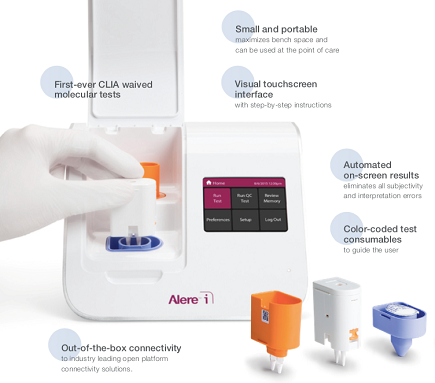 Small and portable
maximizes bench space and
can be used at the point of care
First-ever CLIA waived
molecular tests
Visual touchscreen
interface
with step-by-step instructions
Automated
on-screen results
eliminates all subjectivity
and interpretation errors
Home
Run Test
Run QC Test
Review Memory
Preferences
Setup
Log Out
Color-coded test
consumables
to guide the user
Alere i
Out-of-the-box connectivity
to industry leading open platform
connectivity solutions.